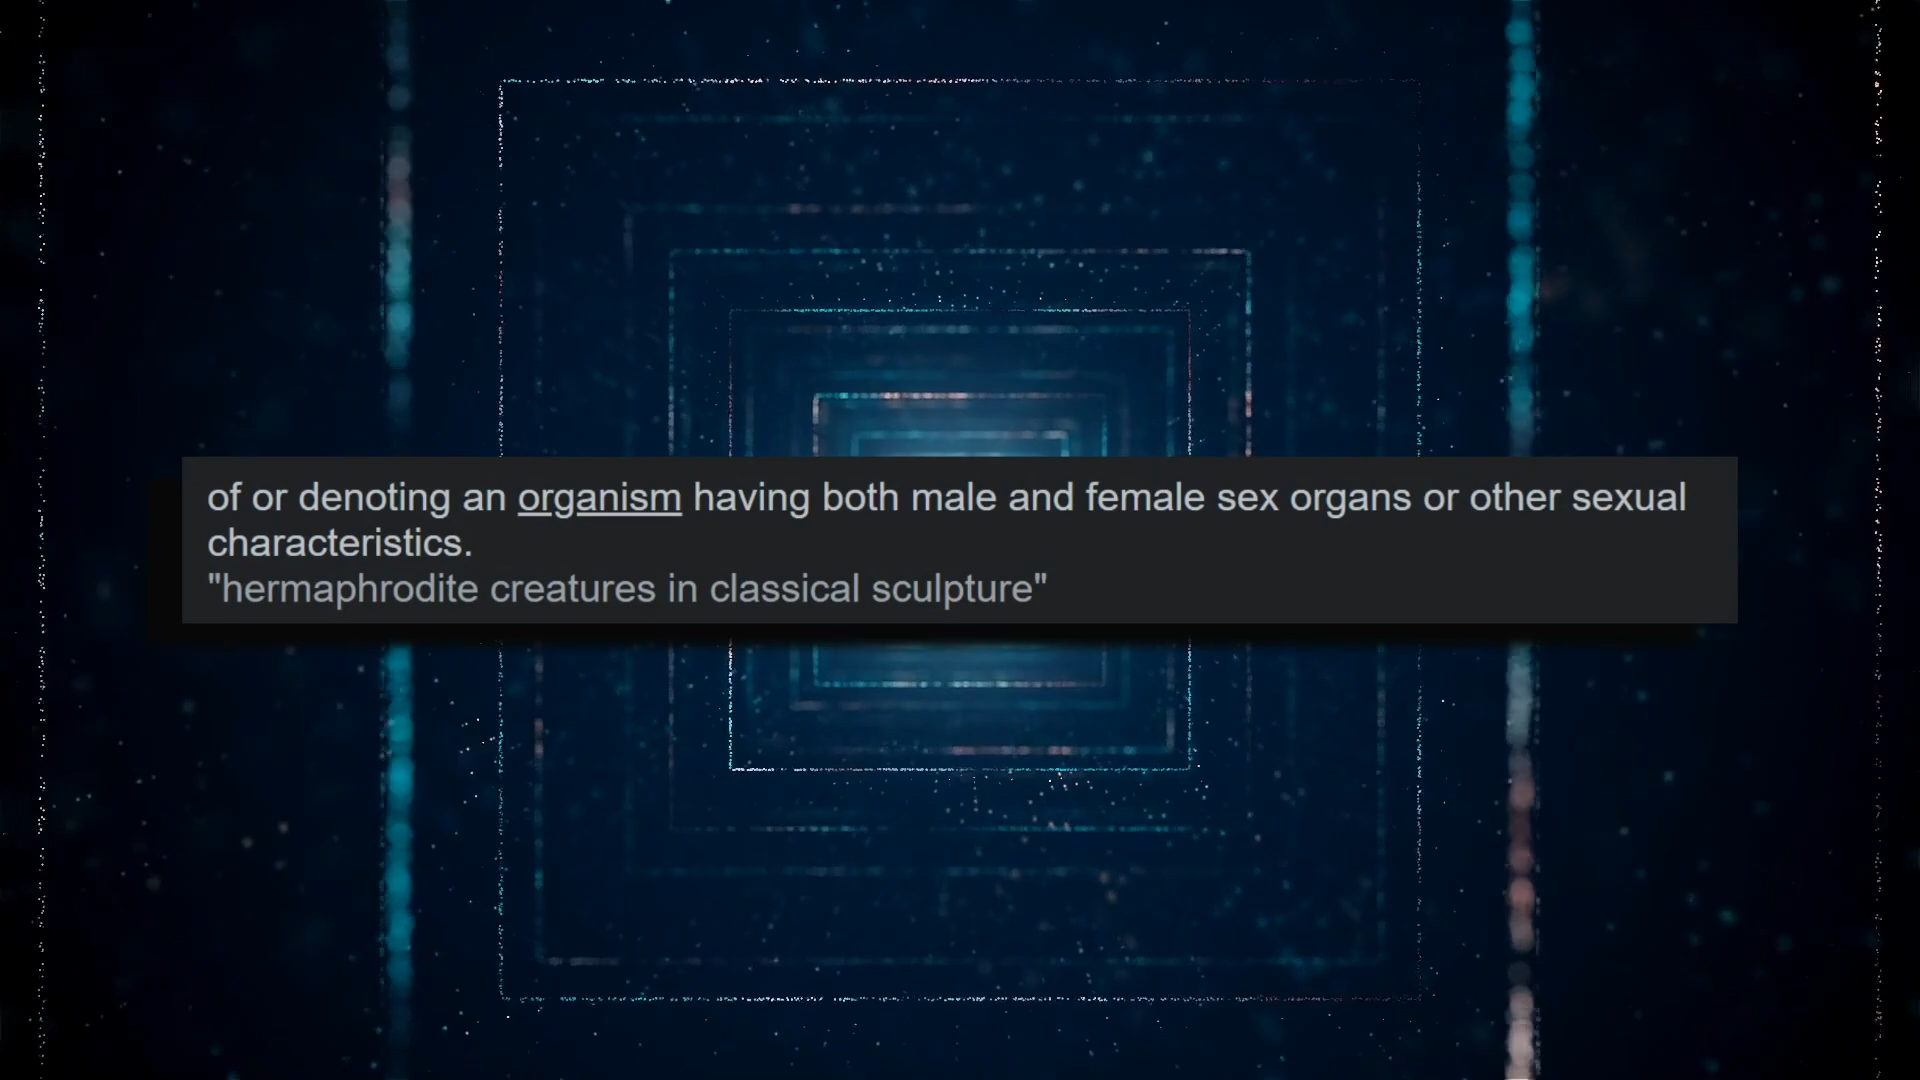 of or denoting an organism having both male and female sex organs or other sexual
characteristics.
"hermaphrodite creatures in classical sculpture"